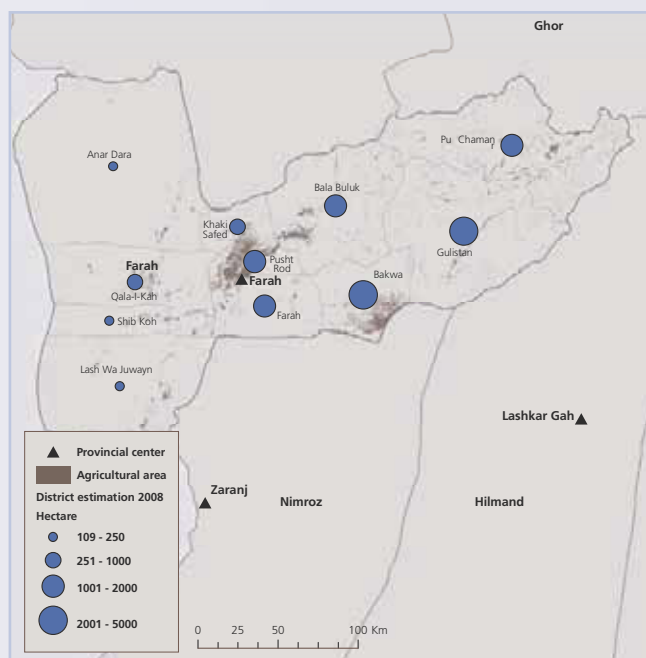 Ghor
Pu Chaman
Anar Dara
Bala Buluk
Khaki
Safed
Gulistan
Farah
Pusht
Rod
Bakwa
Farah
Qala-I-Kah
Farah
Shib Koh
Lash Wa Juwayn
Lashkar Gah
Zaranj
Nimroz
Hilmand
Provincial center
Agricultural area
District estimation 2008
Hectare
109 - 250
251 - 1000
1001 - 2000
2001 - 5000
0 25 50 100 Km